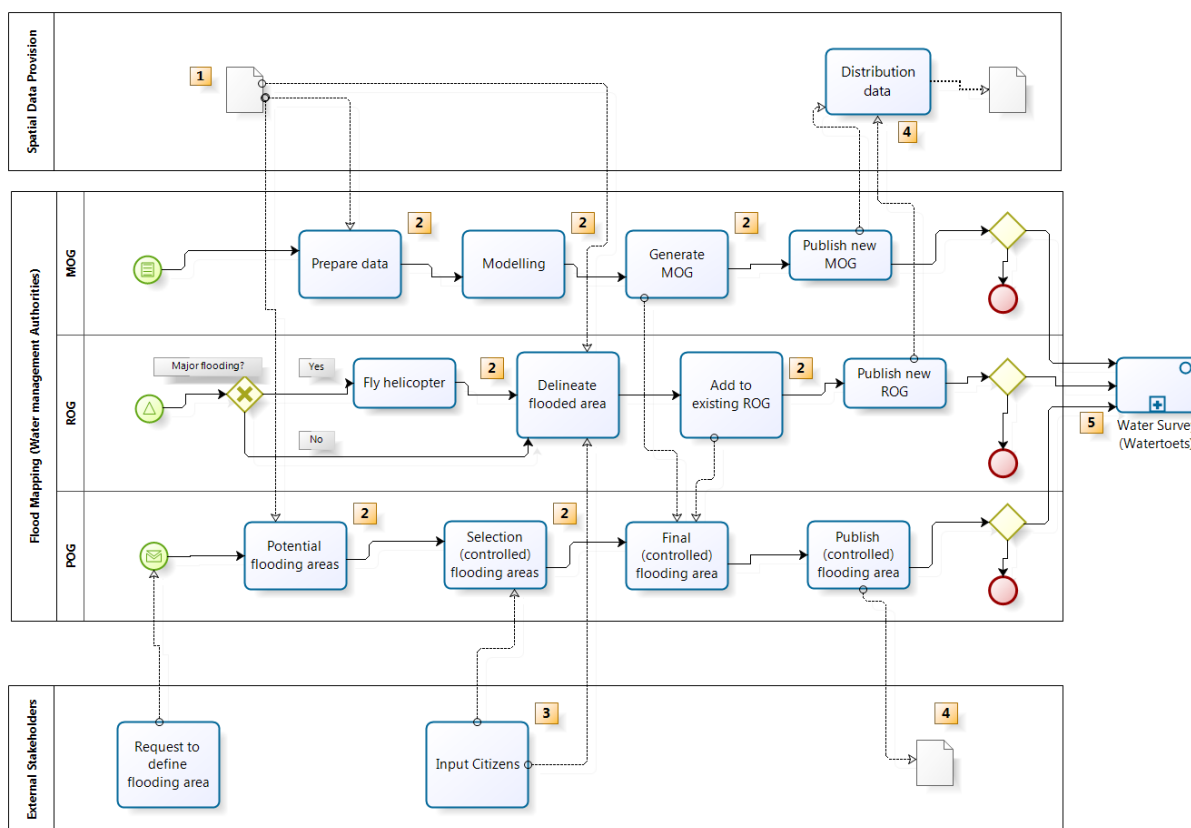 Spatial Data Provision
1
Distribution
data
4
Flood Mapping (Water management Authorities)
MOG
2
2
2
Prepare data
Modelling
Generate
MOG
Publish new
MOG
ROG
Major flooding?
Yes
No
Fly helicopter
2
Delineate
flooded area
Add to
existing ROG
2
Publish new
ROG
5
Water Survey
(Watertoets)
POG
Potential
flooding areas
2
Selection
(controlled)
flooding areas
2
Final
(controlled)
flooding area
Publish
(controlled)
flooding area
External Stakeholders
Request to
define
flooding area
Input Citizens
3
4